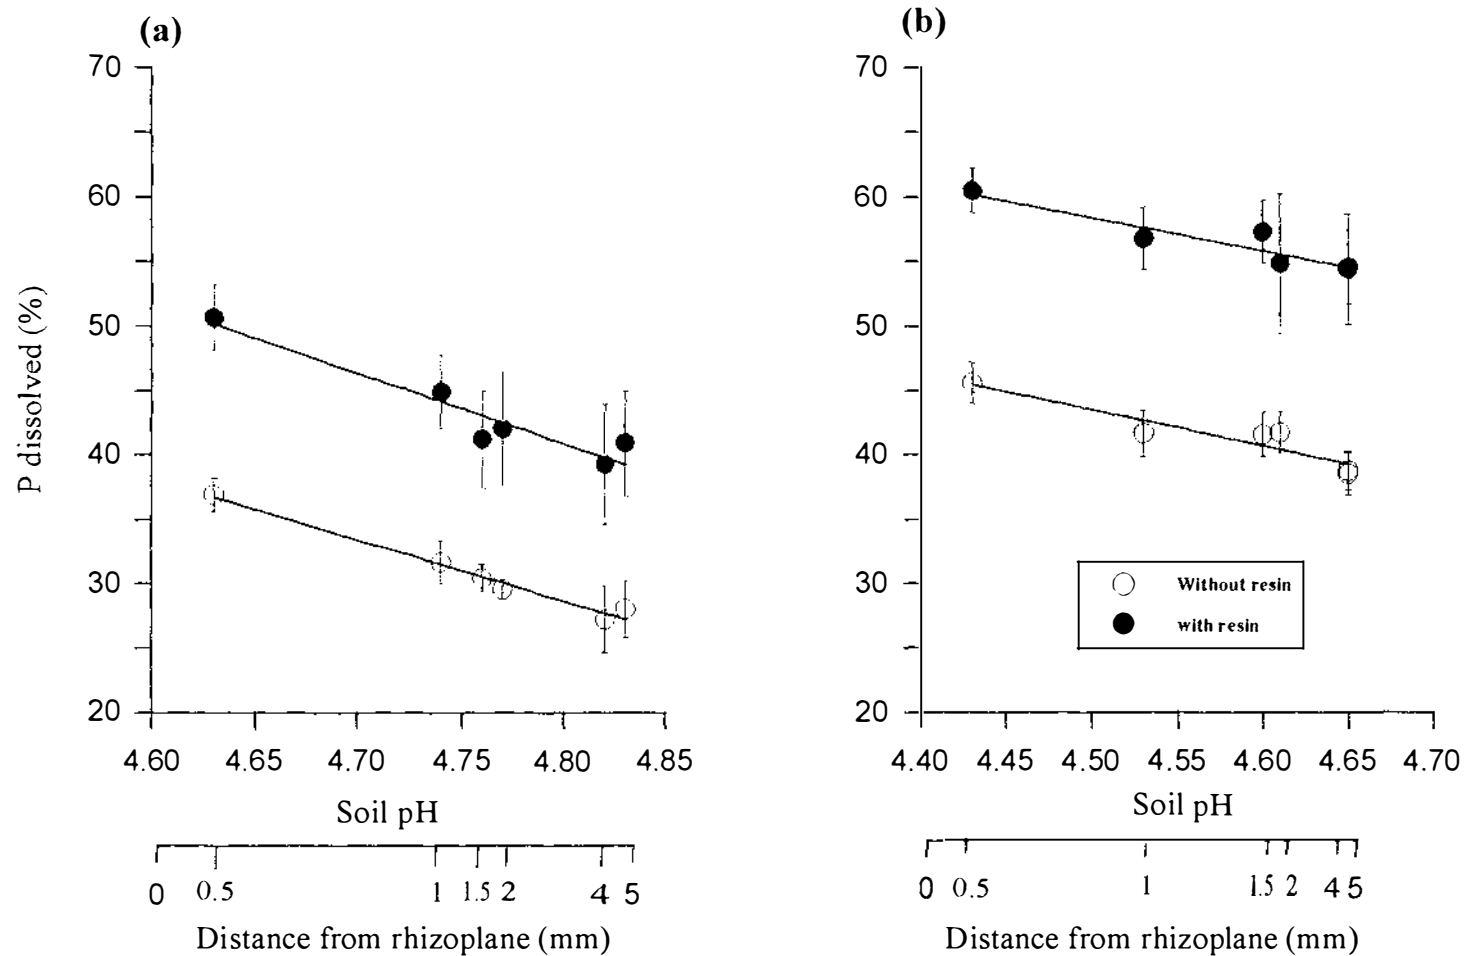 (a)
70
60
50
40
30
20
P dissolved (%)
4.60 4.65 4.70 4.75 4.80 4.85
Soil pH
0 0.5 1 1.5 2 4 5
Distance from rhizoplane (mm)
(b)
70
60
50
40
30
20
Without resin
with resin
4.40 4.45 4.50 4.55 4.60 4.65 4.70
Soil pH
0 0.5 1 1.5 2 4 5
Distance from rhizoplane (mm)